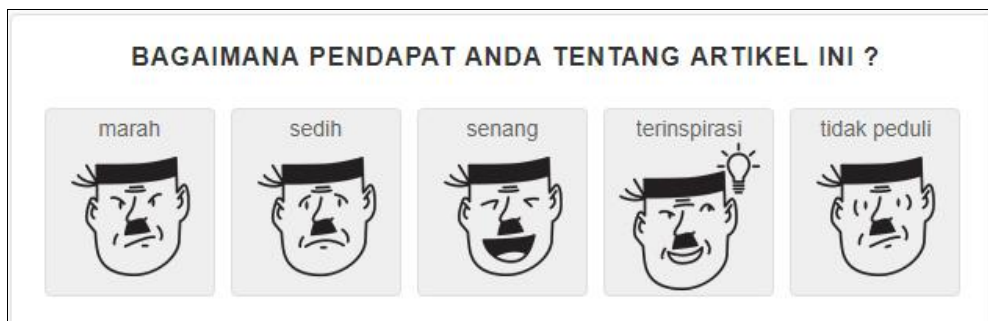 BAGAIMANA PENDAPAT ANDA TENTANG ARTIKEL INI ?
marah sedih senang terinspirasi tidak peduli